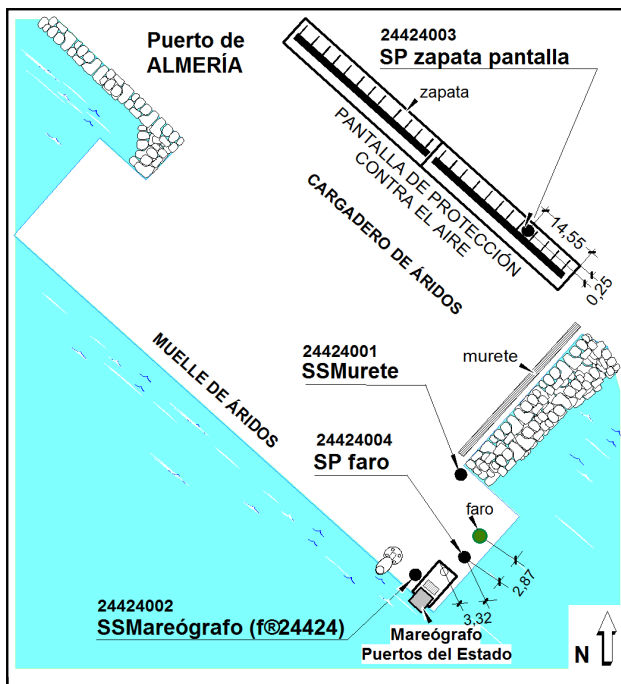 Puerto de
ALMERÍA
24424003
SP zapata pantalla
zapata
PANTALLA DE PROTECCIÓN
CONTRA EL AIRE
CARGADERO DE ÁRIDOS
14,55
0,25
MUELLE DE ÁRIDOS
murete
24424001
SSMurete
24424004
SP faro
faro
2,87
3,32
24424002
SSMareógrafo (f®24424)
Mareógrafo
Puertos del Estado
N